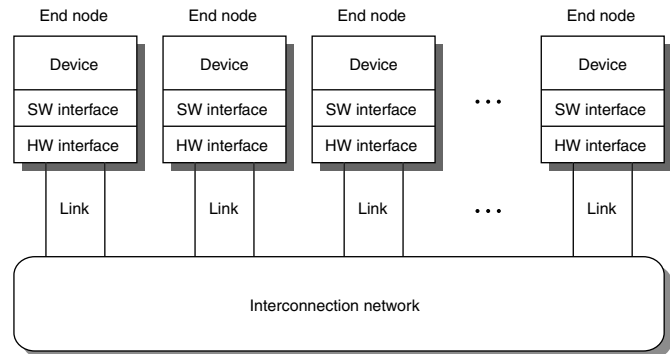 End node End node End node End node
Device Device Device ... Device
SW interface SW interface SW interface SW interface
HW interface HW interface HW interface HW interface
Link Link Link ... Link
Interconnection network